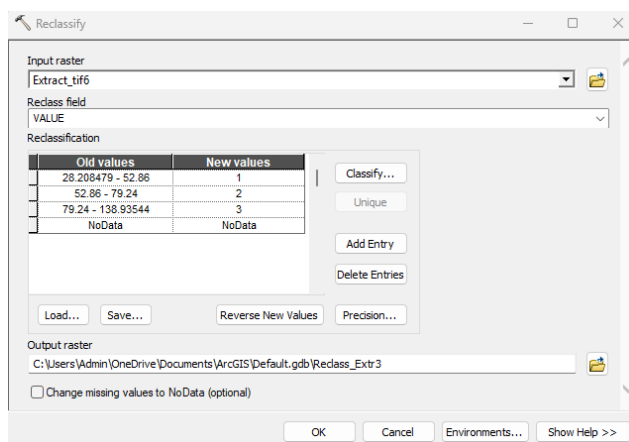 Reclassify
Input raster
Extract_tif6
Reclass field
VALUE
Reclassification
Old values New values
28.208479 - 52.86 1
52.86 - 79.24 2
79.24 - 138.93544 3
NoData NoData
Classify...
Unique
Add Entry
Delete Entries
Load... Save... Reverse New Values Precision...
Output raster
C:\Users\Admin\OneDrive\Documents\ArcGIS\Default.gdb\Reclass_Extr3
Change missing values to NoData (optional)
OK Cancel Environments... Show Help >>